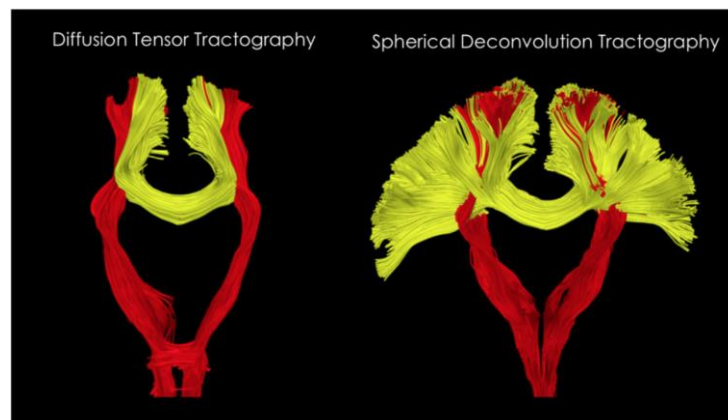 Diffusion Tensor Tractography
Spherical Deconvolution Tractography